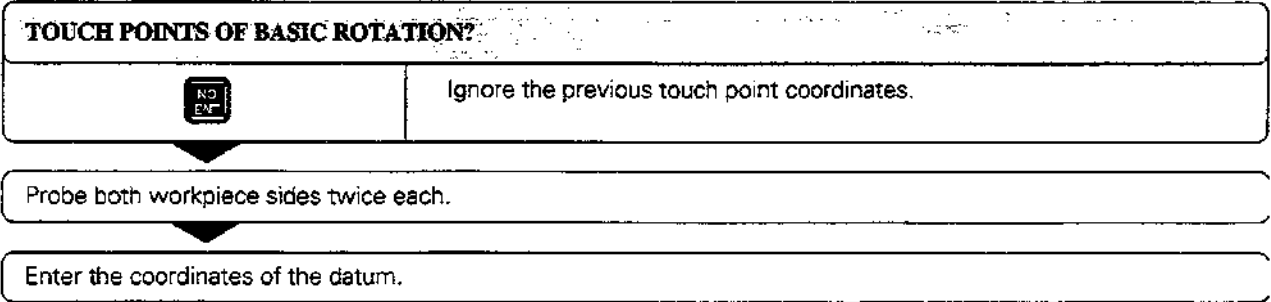 TOUCH POINTS OF BASIC ROTATION?
NO
ENT
Ignore the previous touch point coordinates.
Probe both workpiece sides twice each.
Enter the coordinates of the datum.